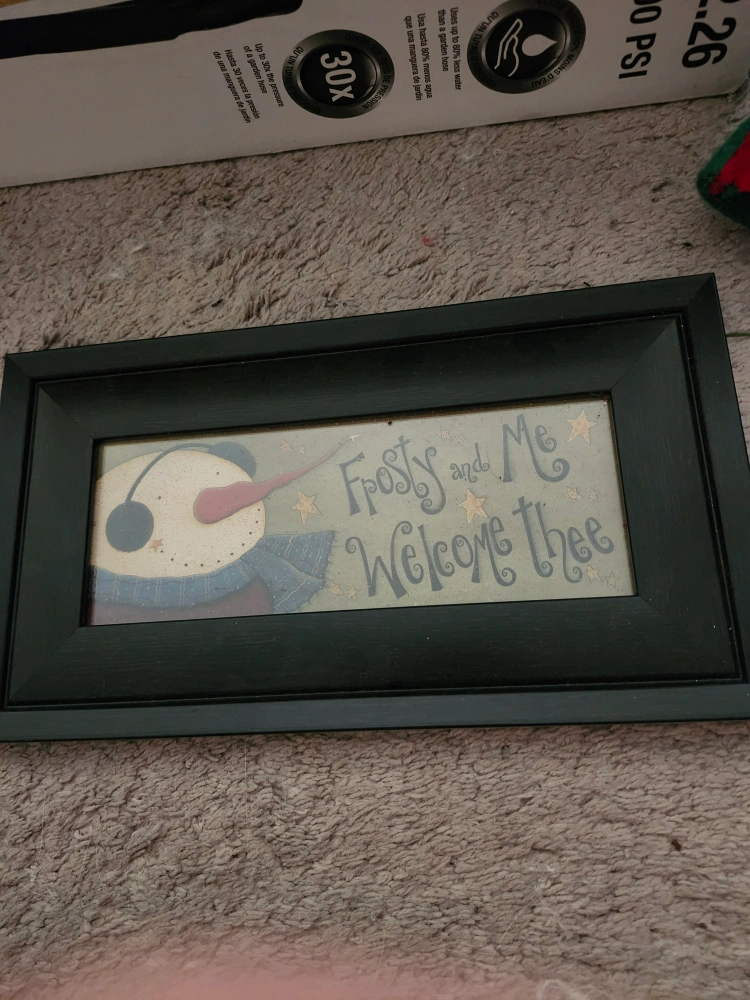 Up to 30x the pressure
of a garden hose
Hasta 30 veces la presión
de una manguera de jardín
30x
Uses up to 80% less water
than a garden hose
Usa hasta 80% menos agua
que una manguera de jardín
00 PSI
.26
Frosty and Me
Welcome thee